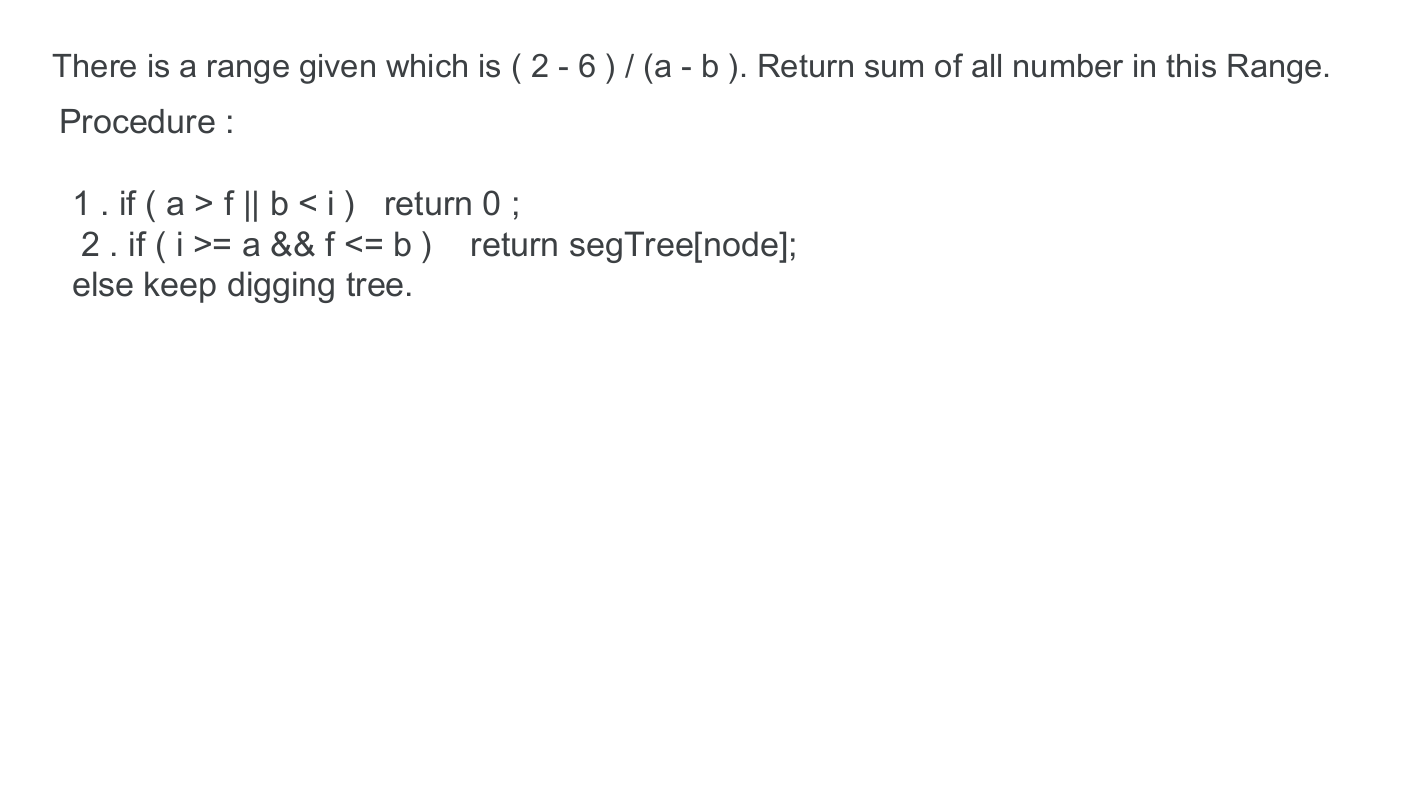 There is a range given which is ( 2 - 6 ) / (a - b ). Return sum of all number in this Range.
Procedure :
1 . if ( a > f || b < i )   return 0 ;
2 . if ( i >= a && f <= b )    return segTree[node];
else keep digging tree.